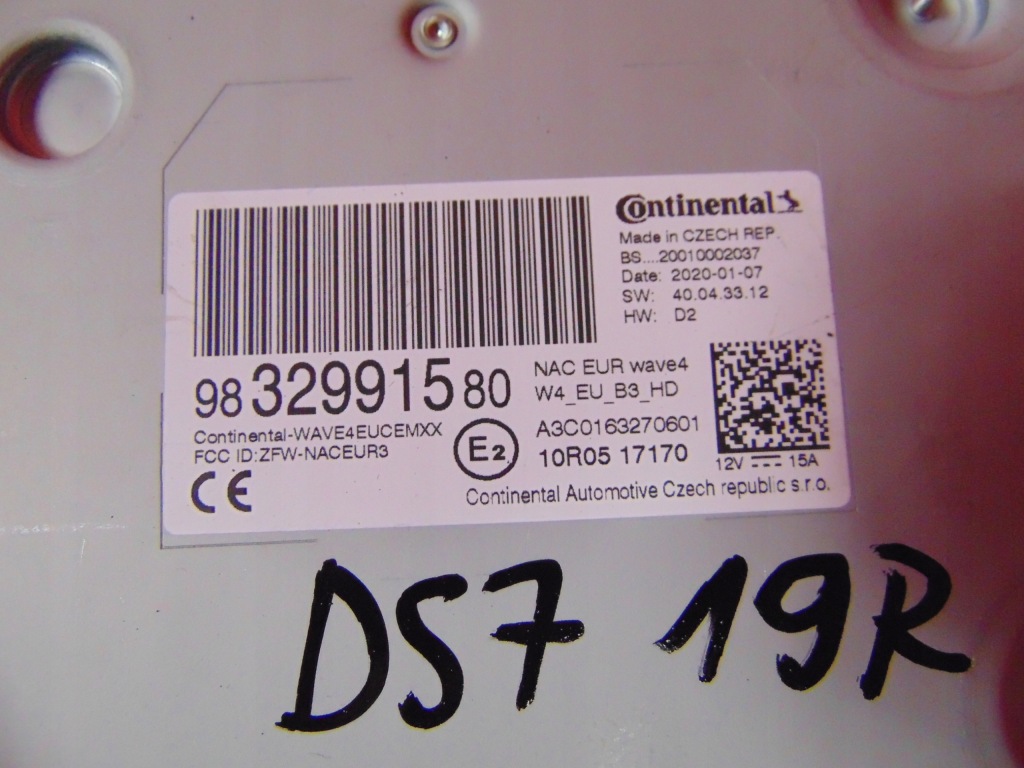 Continental
Made in CZECH REP.
BS....20010002037
Date: 2020-01-07
SW: 40.04.33.12
HW: D2
98 329915 80
NAC EUR wave4
W4_EU_B3_HD
Continental-WAVE4EUCEMXX
FCC ID:ZFW-NACEUR3
E2
A3C0163270601
10R05 17170
12V 15A
CE
Continental Automotive Czech republic s.r.o.
DS7 19R